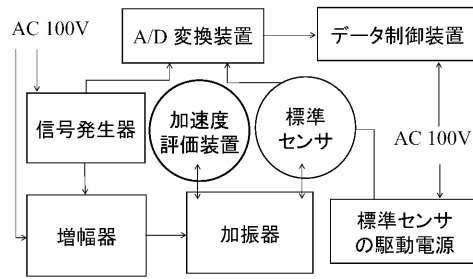 AC 100V
A/D 変換装置
データ制御装置
信号発生器
加速度
評価装置
標準
センサ
AC 100V
増幅器
加振器
標準センサ
の駆動電源